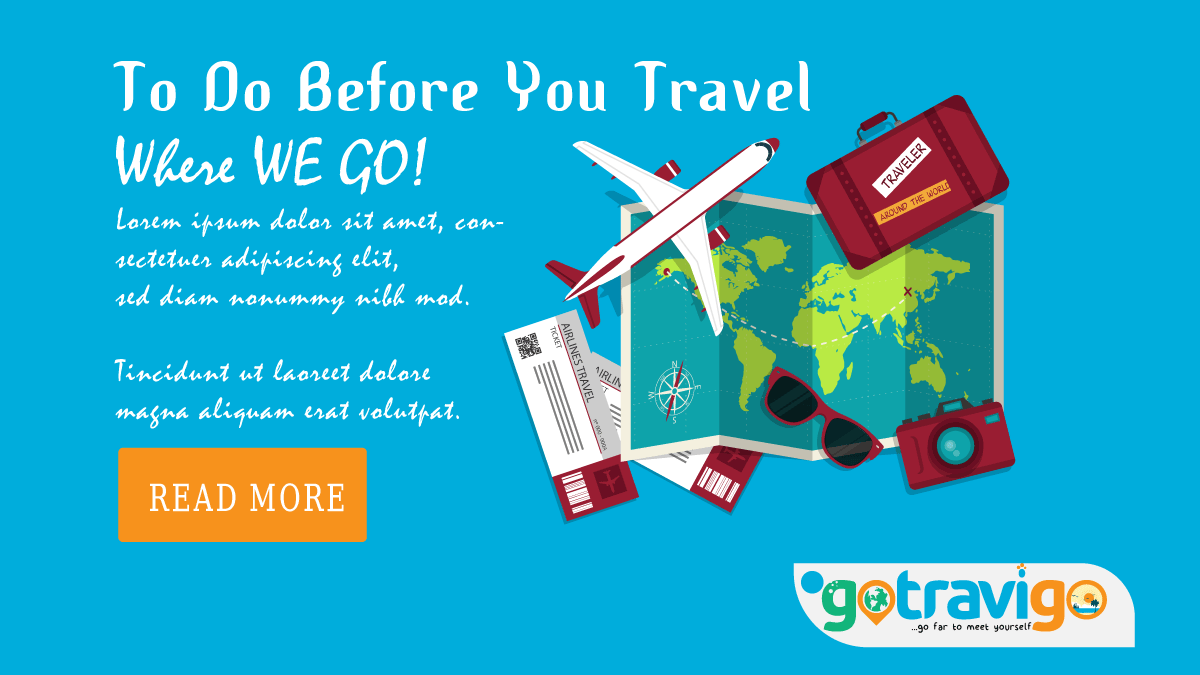 To Do Before You Travel
Where WE GO!
Lorem ipsum dolor sit amet, con-
sectetuer adipiscing elit,
sed diam nonummy nibh mod.
Tincidunt ut laoreet dolore
magna aliquam erat volutpat.
READ MORE
TRAVELER
AROUND THE WORLD
AIRLINES TRAVEL
TICKET
AIRLIN
N
E
S
W
gotravigo
...go far to meet yourself